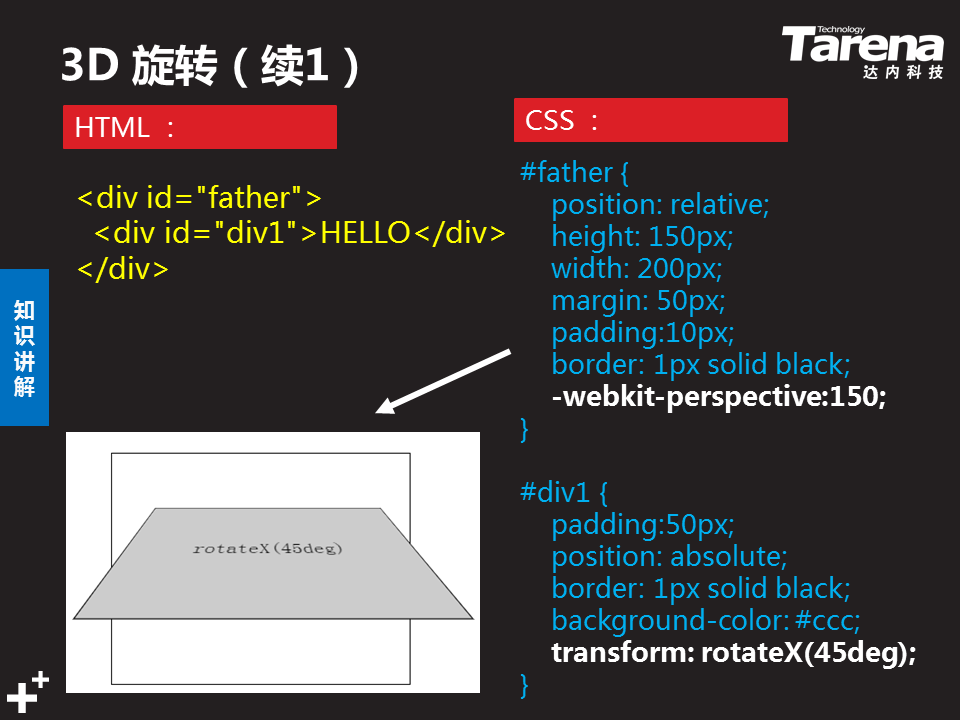 3D 旋转（续1）
Technology
Tarena
达内科技
HTML ：
<div id="father">
<div id="div1">HELLO</div>
</div>
知识讲解
rotateX(45deg)
CSS ：
#father {
position: relative;
height: 150px;
width: 200px;
margin: 50px;
padding:10px;
border: 1px solid black;
-webkit-perspective:150;
}
#div1 {
padding:50px;
position: absolute;
border: 1px solid black;
background-color: #ccc;
transform: rotateX(45deg);
}